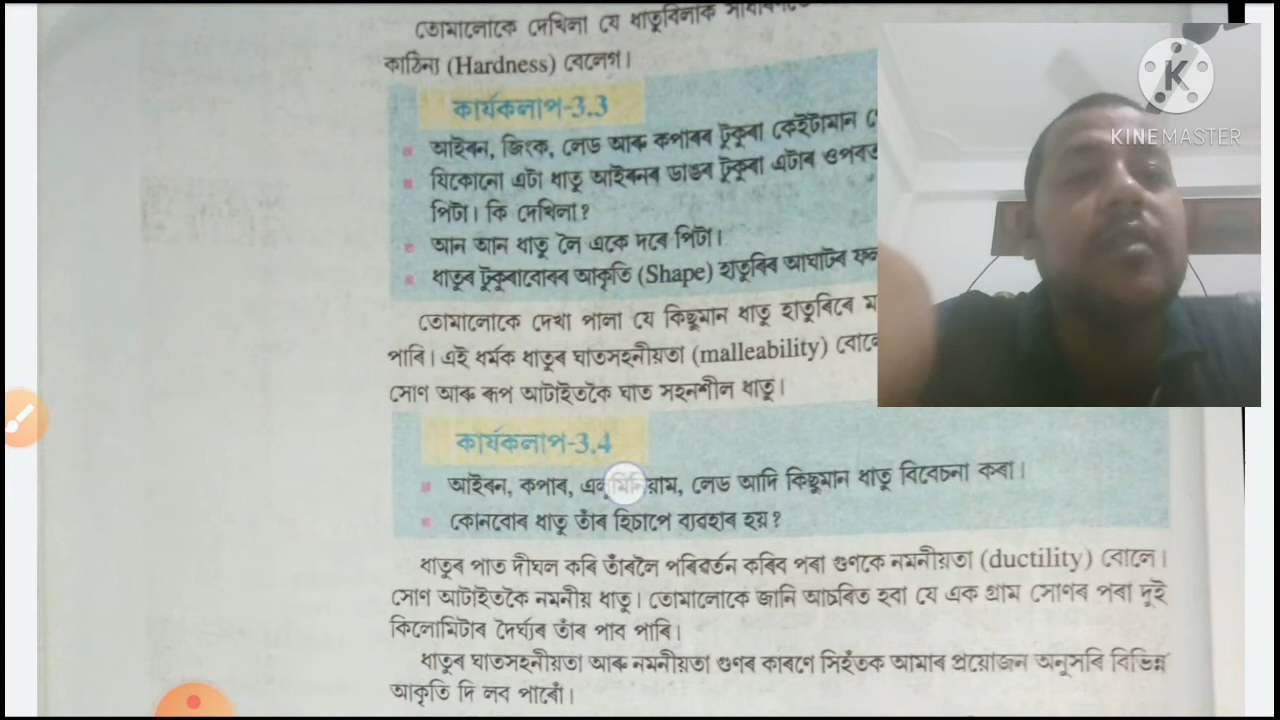 তোমালোকে দেখিলা যে ধাতুবিলাক
কাঠিন্য (Hardness) বেলেগ।
কাৰ্যকলাপ-3.3
আইৰন, জিংক, লেড আৰু কপাৰৰ টুকুৰা কেইটামান
যিকোনো এটা ধাতু আইৰনৰ ডাঙৰ টুকুৰা এটাৰ ওপৰত
পিটা। কি দেখিলা?
আন আন ধাতু লৈ একে দৰে পিটা।
ধাতুৰ টুকুৰাবোৰৰ আকৃতি (Shape) হাতুৰিৰ আঘাটৰ ফল
তোমালোকে দেখা পালা যে কিছুমান ধাতু হাতুৰিৰে ম
পাৰি। এই ধৰ্মক ধাতুৰ ঘাতসহনীয়তা (malleability) বোলে
সোণ আৰু ৰূপ আটাইতকৈ ঘাত সহনশীল ধাতু।
কাৰ্যকলাপ-3.4
আইৰন, কপাৰ, এলুমিনিয়াম, লেড আদি কিছুমান ধাতু বিবেচনা কৰা।
কোনবোৰ ধাতু তাঁৰ হিচাপে ব্যৱহাৰ হয়?
ধাতুৰ পাত দীঘল কৰি তাঁৰলৈ পৰিৱৰ্তন কৰিব পৰা গুণকে নমনীয়তা (ductility) বোলে।
সোণ আটাইতকৈ নমনীয় ধাতু। তোমালোকে জানি আচৰিত হবা যে এক গ্ৰাম সোণৰ পৰা দুই
কিলোমিটাৰ দৈৰ্ঘ্যৰ তাঁৰ পাব পাৰি।
ধাতুৰ ঘাতসহনীয়তা আৰু নমনীয়তা গুণৰ কাৰণে সিহঁতক আমাৰ প্ৰয়োজন অনুসৰি বিভিন্ন
আকৃতি দি লব পাৰোঁ।
K
KINEMASTER